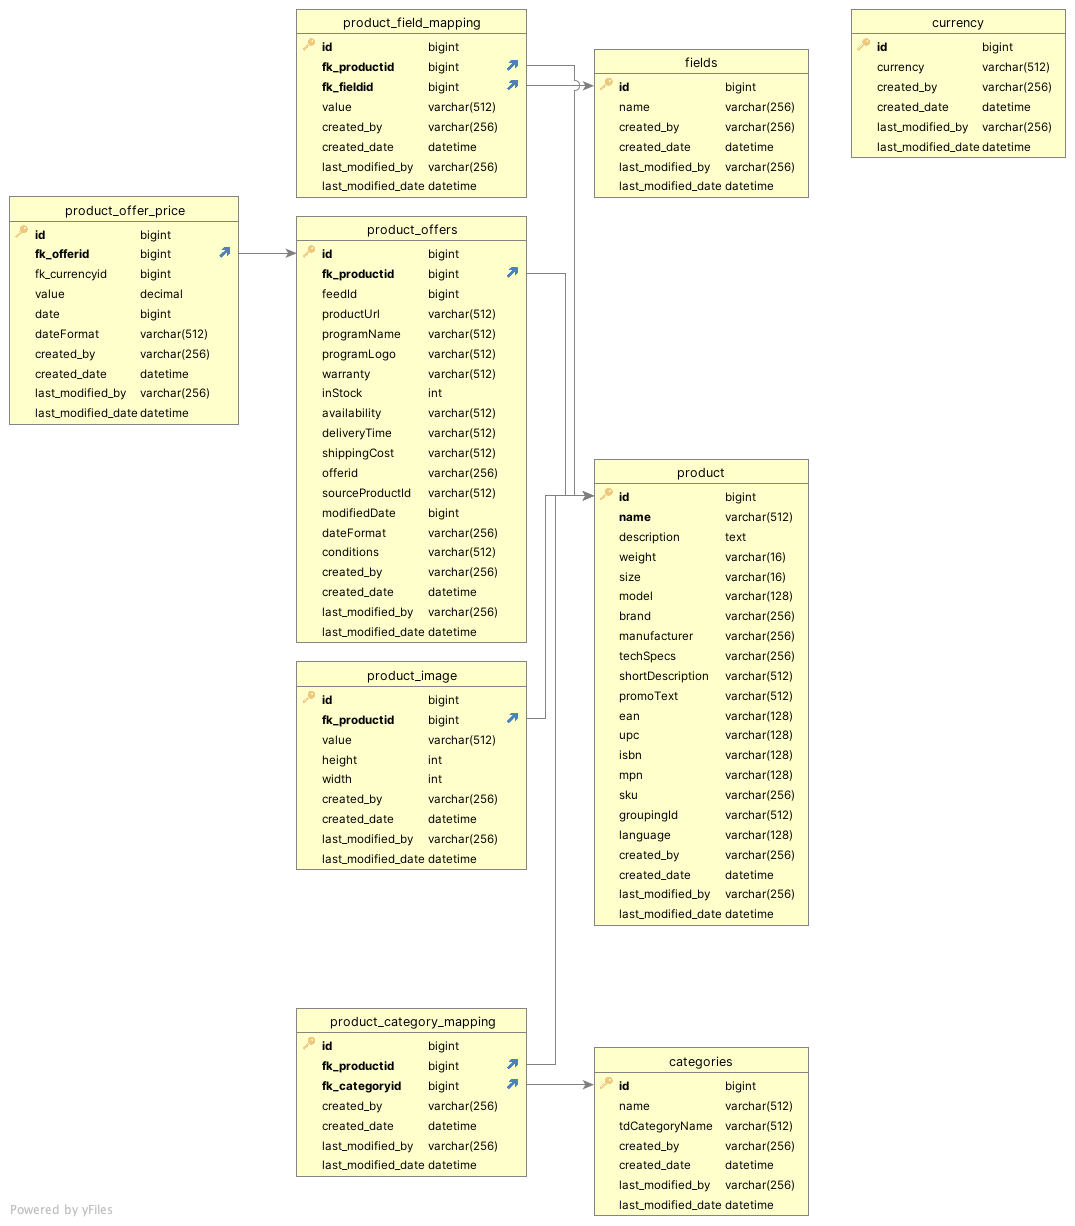 product_field_mapping
id bigint
fk_productid bigint
fk_fieldid bigint
value varchar(512)
created_by varchar(256)
created_date datetime
last_modified_by varchar(256)
last_modified_date datetime
fields
id bigint
name varchar(256)
created_by varchar(256)
created_date datetime
last_modified_by varchar(256)
last_modified_date datetime
currency
id bigint
currency varchar(512)
created_by varchar(256)
created_date datetime
last_modified_by varchar(256)
last_modified_date datetime
product_offer_price
id bigint
fk_offerid bigint
fk_currencyid bigint
value decimal
date bigint
dateFormat varchar(512)
created_by varchar(256)
created_date datetime
last_modified_by varchar(256)
last_modified_date datetime
product_offers
id bigint
fk_productid bigint
feedId bigint
productUrl varchar(512)
programName varchar(512)
programLogo varchar(512)
warranty varchar(512)
inStock int
availability varchar(512)
deliveryTime varchar(512)
shippingCost varchar(512)
offerid varchar(256)
sourceProductId varchar(512)
modifiedDate bigint
dateFormat varchar(256)
conditions varchar(512)
created_by varchar(256)
created_date datetime
last_modified_by varchar(256)
last_modified_date datetime
product
id bigint
name varchar(512)
description text
weight varchar(16)
size varchar(16)
model varchar(128)
brand varchar(256)
manufacturer varchar(256)
techSpecs varchar(256)
shortDescription varchar(512)
promoText varchar(512)
ean varchar(128)
upc varchar(128)
isbn varchar(128)
mpn varchar(128)
sku varchar(256)
groupingId varchar(512)
language varchar(128)
created_by varchar(256)
created_date datetime
last_modified_by varchar(256)
last_modified_date datetime
product_image
id bigint
fk_productid bigint
value varchar(512)
height int
width int
created_by varchar(256)
created_date datetime
last_modified_by varchar(256)
last_modified_date datetime
product_category_mapping
id bigint
fk_productid bigint
fk_categoryid bigint
created_by varchar(256)
created_date datetime
last_modified_by varchar(256)
last_modified_date datetime
categories
id bigint
name varchar(512)
tdCategoryName varchar(512)
created_by varchar(256)
created_date datetime
last_modified_by varchar(256)
last_modified_date datetime
Powered by yFiles